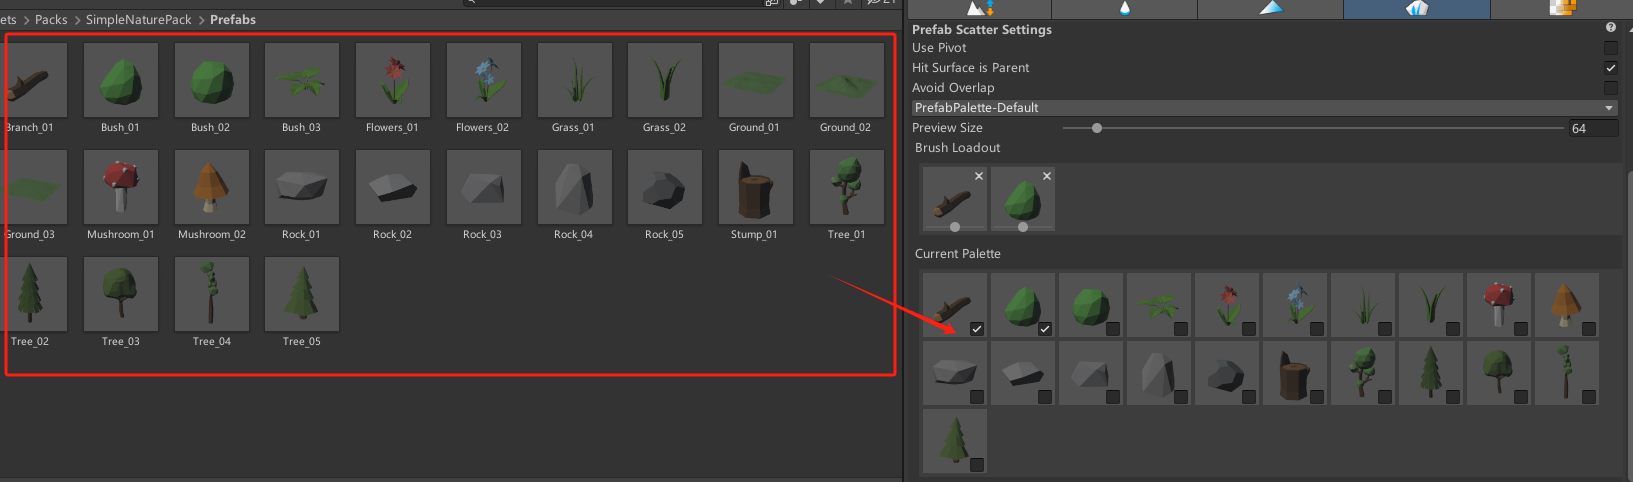 ets > Packs > SimpleNaturePack > Prefabs
Branch_01 Bush_01 Bush_02 Bush_03 Flowers_01 Flowers_02 Grass_01 Grass_02 Ground_01 Ground_02
Ground_03 Mushroom_01 Mushroom_02 Rock_01 Rock_02 Rock_03 Rock_04 Rock_05 Stump_01 Tree_01
Tree_02 Tree_03 Tree_04 Tree_05
Prefab Scatter Settings
Use Pivot
Hit Surface is Parent
Avoid Overlap
PrefabPalette-Default
Preview Size 64
Brush Loadout
Current Palette